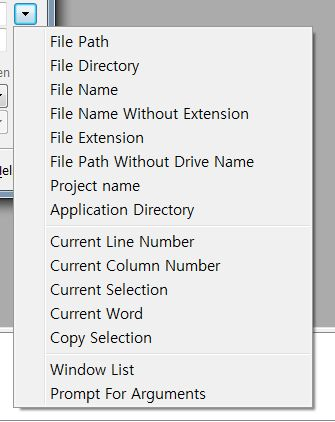 File Path
File Directory
en
File Name
File Name Without Extension
File Extension
File Path Without Drive Name
Project name
Application Directory
Current Line Number
Current Column Number
Current Selection
Current Word
Copy Selection
Window List
Prompt For Arguments